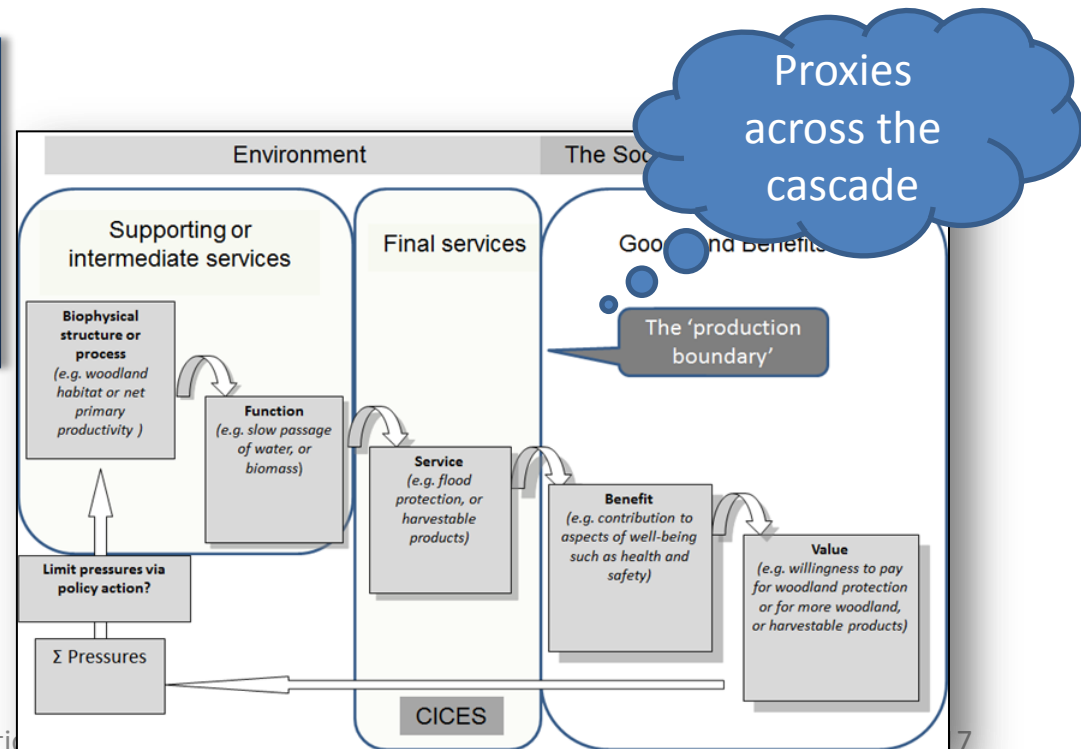 Proxies
across the
cascade
Environment
The Soc
Supporting or
intermediate services
Final services
Goo nd Benefits
The ‘production
boundary’
Biophysical
structure or
process
(e.g. woodland
habitat or net
primary
productivity )
Function
(e.g. slow passage
of water, or
biomass)
Service
(e.g. flood
protection, or
harvestable
products)
Benefit
(e.g. contribution to
aspects of well-being
such as health and
safety)
Value
(e.g. willingness to pay
for woodland protection
or for more woodland,
or harvestable products)
Limit pressures via
policy action?
Σ Pressures
CICES
7